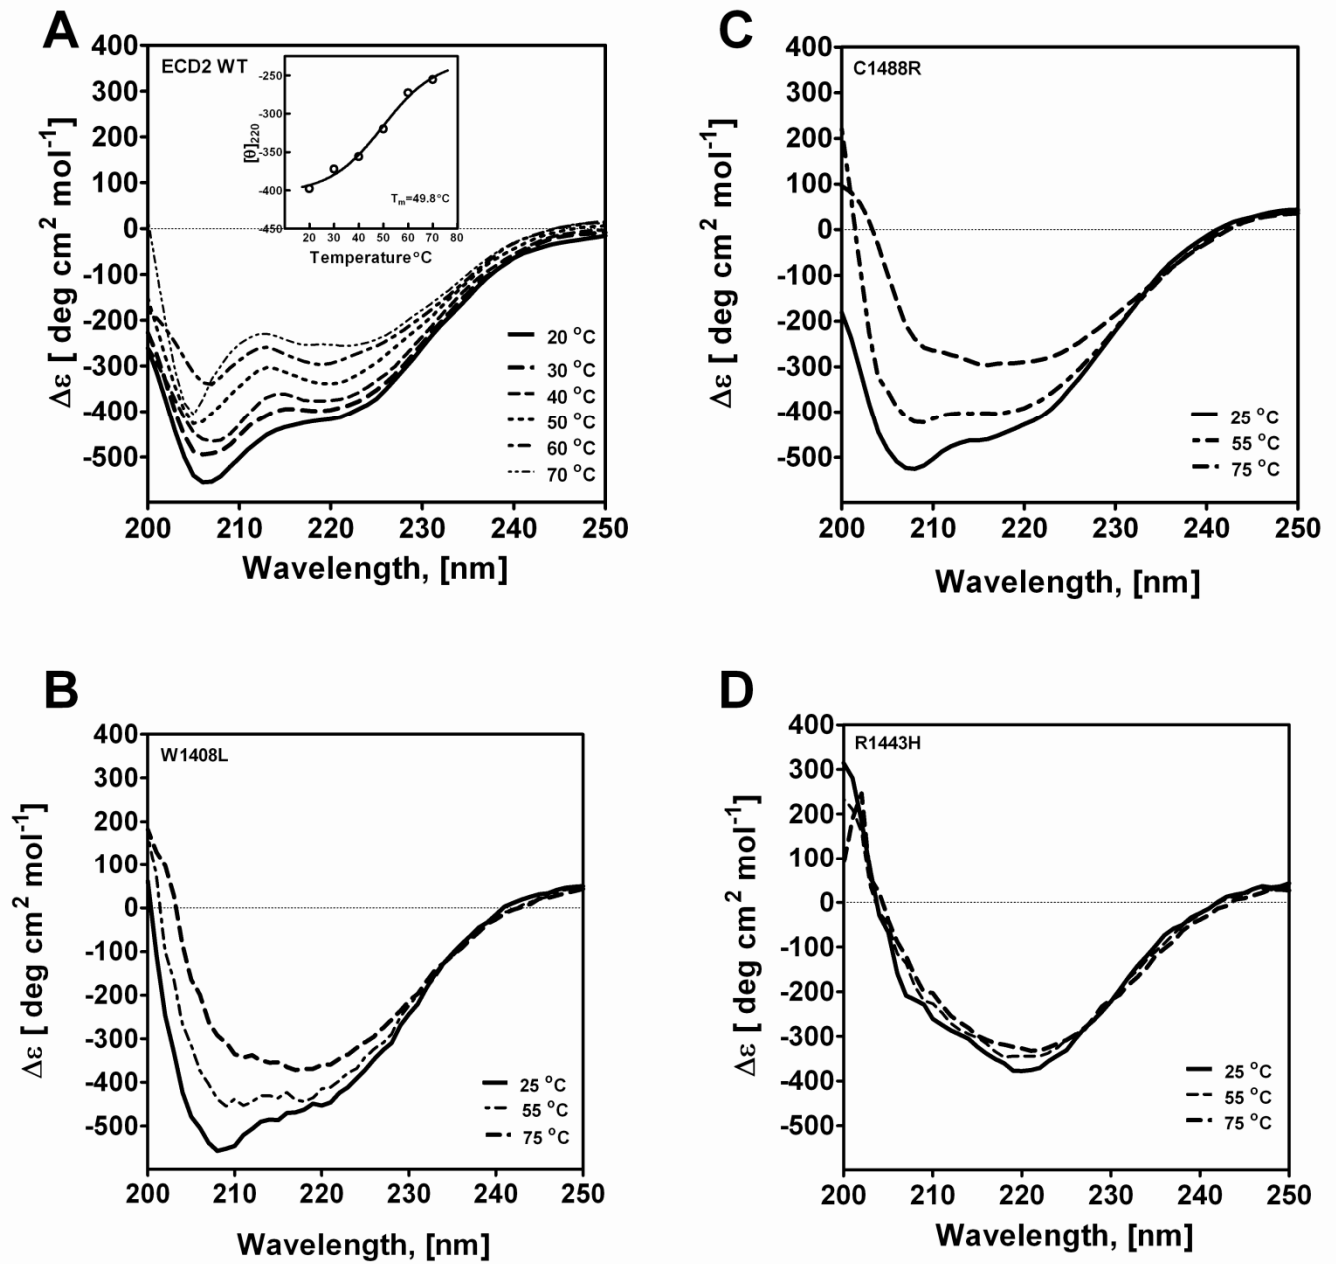 A
ECD2 WT
400
300
200
100
0
-100
-200
-300
-400
-500
Δε [ deg cm² mol⁻¹]
200 210 220 230 240 250
Wavelength, [nm]
-250
-300
-350
-400
-450
[θ]220
20 30 40 50 60 70 80
Temperature °C
Tm=49.8°C
20 °C
30 °C
40 °C
50 °C
60 °C
70 °C
C
C1488R
400
300
200
100
0
-100
-200
-300
-400
-500
Δε [ deg cm² mol⁻¹]
200 210 220 230 240 250
Wavelength, [nm]
25 °C
55 °C
75 °C
B
W1408L
400
300
200
100
0
-100
-200
-300
-400
-500
Δε [ deg cm² mol⁻¹]
200 210 220 230 240 250
Wavelength, [nm]
25 °C
55 °C
75 °C
D
R1443H
400
300
200
100
0
-100
-200
-300
-400
-500
Δε [ deg cm² mol⁻¹]
200 210 220 230 240 250
Wavelength, [nm]
25 °C
55 °C
75 °C